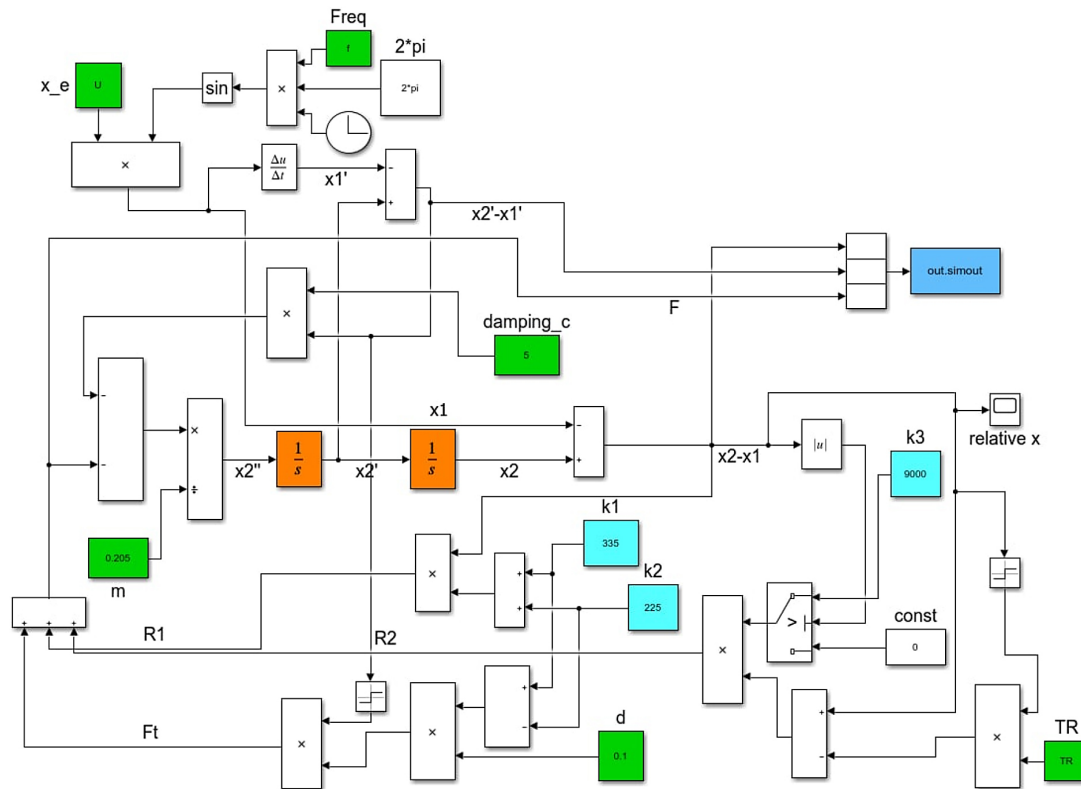 Freq
f
2*pi
2*pi
x_e
U
sin
×
×
Δu
Δt
x1'
-
+
x2'-x1'
out.simout
F
×
damping_c
5
-
-
×
÷
x2''
1
s
x2'
1
s
x1
x2
-
+
x2-x1
|u|
relative x
k3
9000
0.205
m
k1
335
k2
225
×
+
+
>
const
0
+
+
+
R1
R2
×
+
-
×
×
Ft
d
0.1
+
-
×
TR
TR